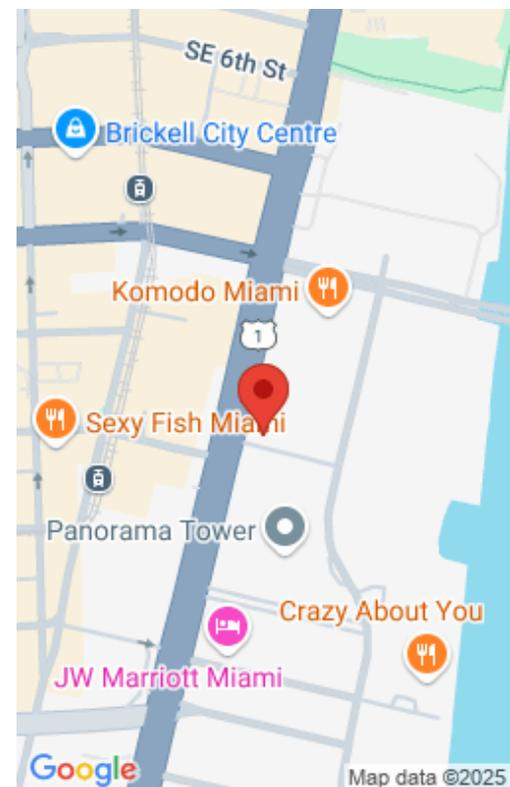 SE 6th St
Brickell City Centre
Komodo Miami
1
Sexy Fish Miami
Panorama Tower
Crazy About You
JW Marriott Miami
Google
Map data ©2025